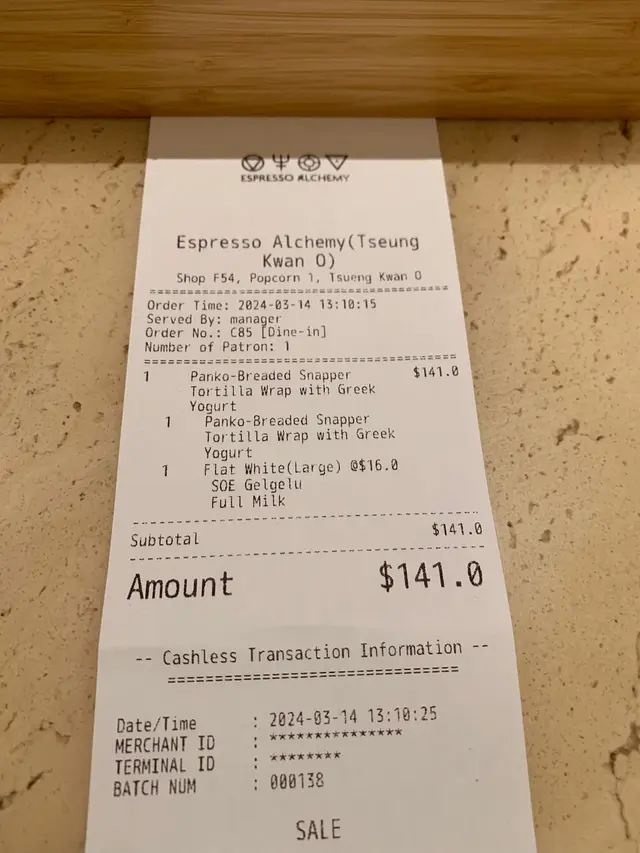 ESPRESSO ALCHEMY
Espresso Alchemy(Tseung
Kwan O)
Shop F54, Popcorn 1, Tsueng Kwan O
================================================
Order Time: 2024-03-14 13:10:15
Served By: manager
Order No.: C85 [Dine-in]
Number of Patron: 1
================================================
1 Panko-Breaded Snapper $141.0
Tortilla Wrap with Greek
Yogurt
1 Panko-Breaded Snapper
Tortilla Wrap with Greek
Yogurt
1 Flat White(Large) @$16.0
SOE Gelgelu
Full Milk
------------------------------------------------
Subtotal $141.0
------------------------------------------------
Amount $141.0
-- Cashless Transaction Information --
===============================
Date/Time : 2024-03-14 13:10:25
MERCHANT ID : ***************
TERMINAL ID : ********
BATCH NUM : 000138
SALE